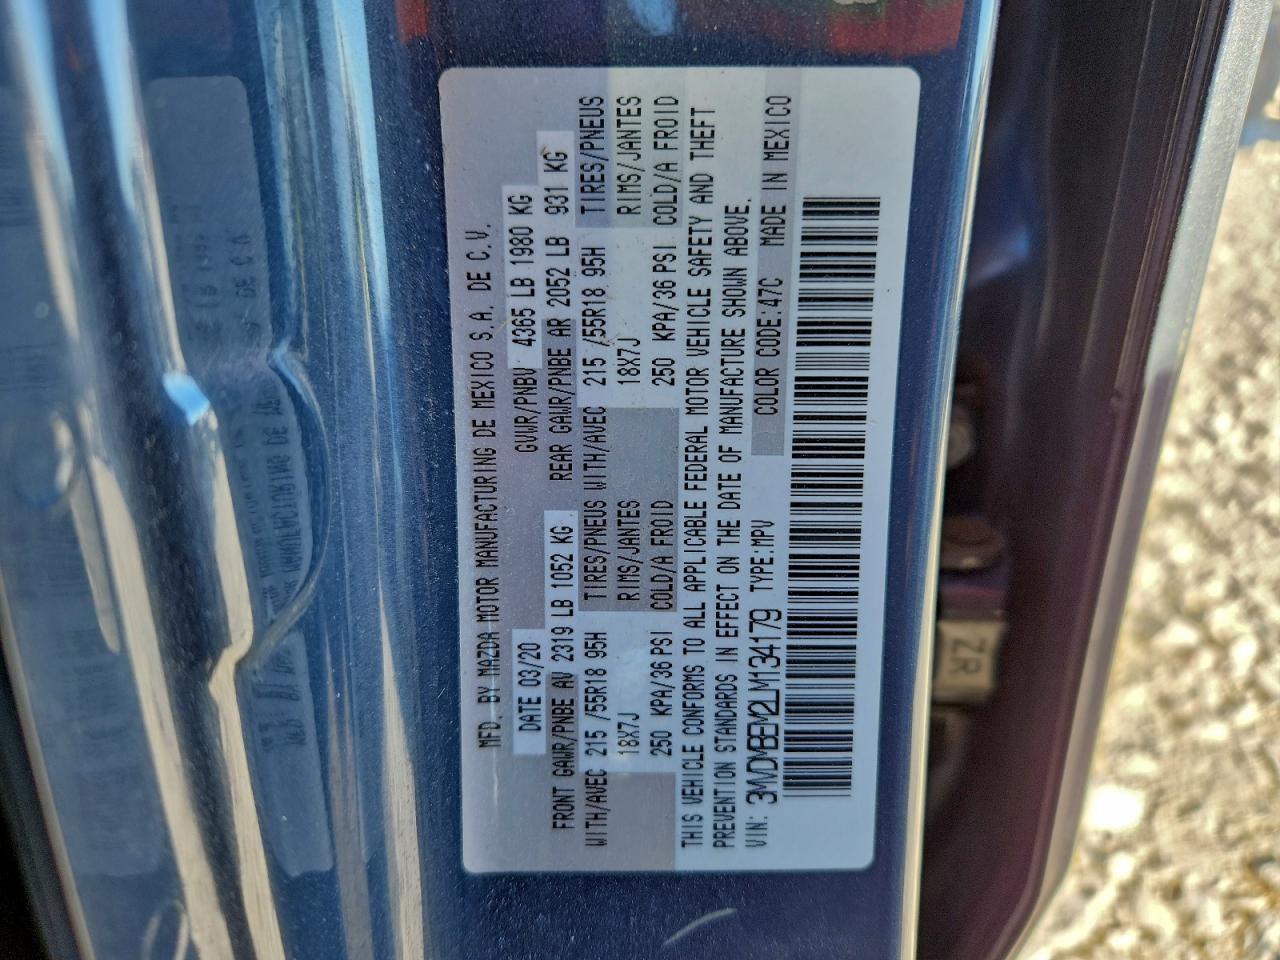 MFD. BY MAZDA MOTOR MANUFACTURING DE MEXICO S.A. DE C.V.
DATE 03/20 GVWR/PNBV 4365 LB 1980 KG
FRONT GAWR/PNBE AV 2319 LB 1052 KG REAR GAWR/PNBE AR 2052 LB 931 KG
WITH/AVEC 215 /55R18 95H TIRES/PNEUS WITH/AVEC 215 /55R18 95H TIRES/PNEUS
18X7J RIMS/JANTES 18X7J RIMS/JANTES
250 KPA/36 PSI COLD/A FROID 250 KPA/36 PSI COLD/A FROID
THIS VEHICLE CONFORMS TO ALL APPLICABLE FEDERAL MOTOR VEHICLE SAFETY AND THEFT
PREVENTION STANDARDS IN EFFECT ON THE DATE OF MANUFACTURE SHOWN ABOVE.
VIN: 3MVDMBEM2LM134179 TYPE:MPV COLOR CODE:47C MADE IN MEXICO
ZR